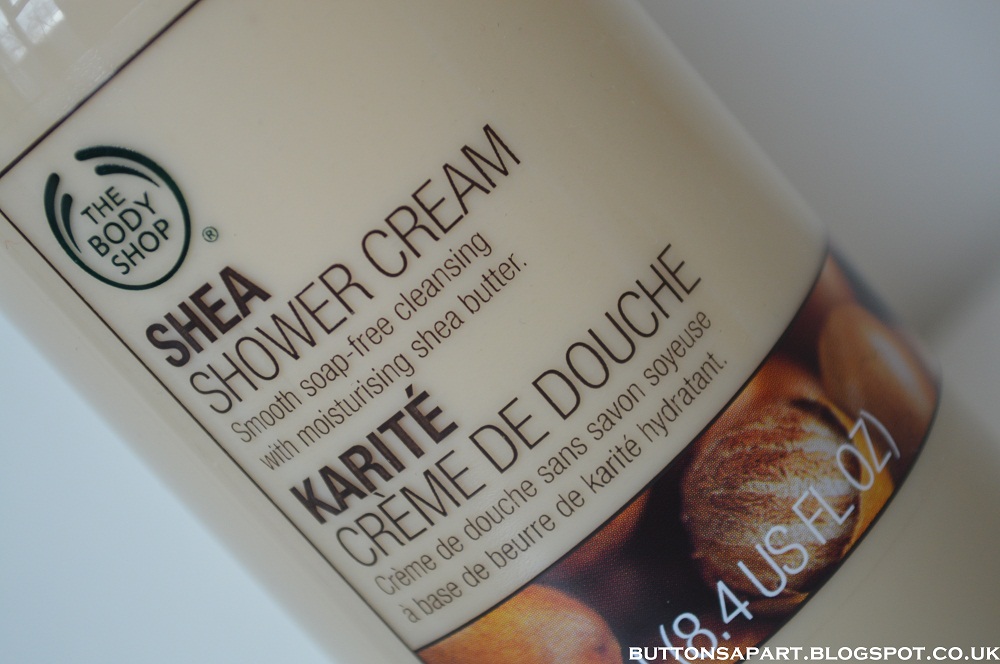 THE
BODY
SHOP
®
SHEA
SHOWER CREAM
Smooth soap-free cleansing
with moisturising shea butter.
KARITÉ
CRÈME DE DOUCHE
Crème de douche sans savon soyeuse
à base de beurre de karité hydratant.
(8.4 US FL OZ)
BUTTONSAPART.BLOGSPOT.CO.UK